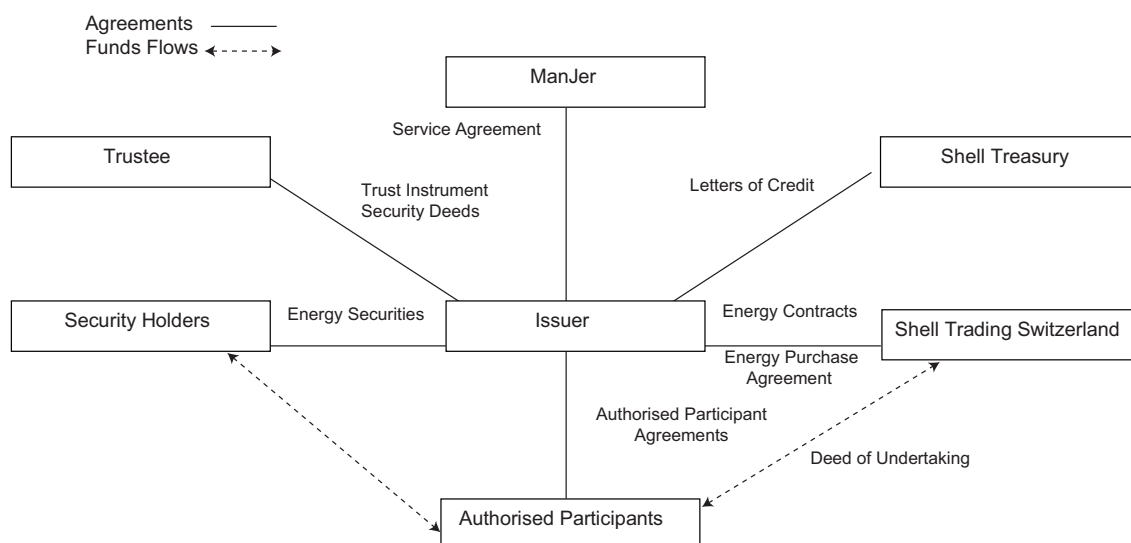 Agreements
Funds Flows
ManJer
Service Agreement
Trustee
Shell Treasury
Trust Instrument
Security Deeds
Letters of Credit
Security Holders
Energy Securities
Issuer
Energy Contracts
Shell Trading Switzerland
Energy Purchase
Agreement
Authorised Participant
Agreements
Deed of Undertaking
Authorised Participants